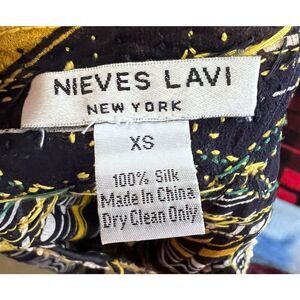 NIEVES LAVI
NEW YORK
XS
100% Silk
Made in China
Dry Clean Only